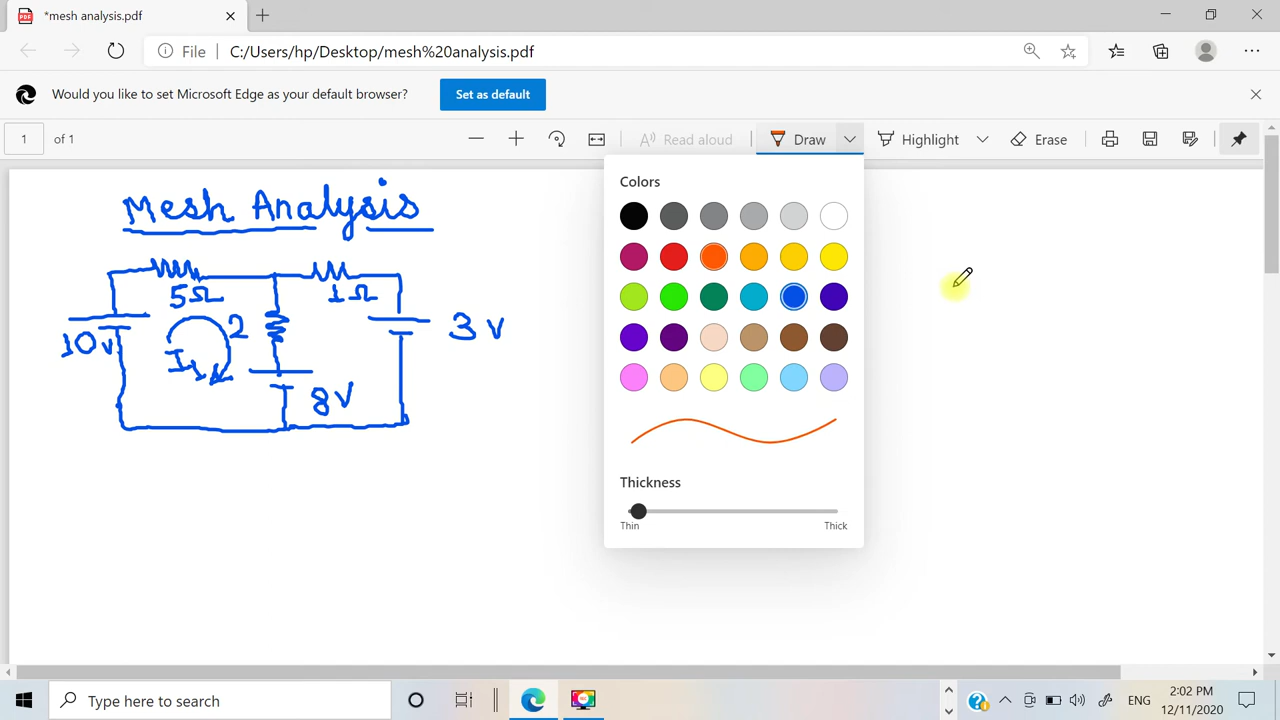 *mesh analysis.pdf
File C:/Users/hp/Desktop/mesh%20analysis.pdf
Would you like to set Microsoft Edge as your default browser? Set as default
1 of 1 Read aloud Draw Highlight Erase
Colors
Thickness
Thin Thick
Mesh Analysis
5Ω 1Ω
10v I1 2 3 V
8V
Type here to search
ENG 2:02 PM
12/11/2020